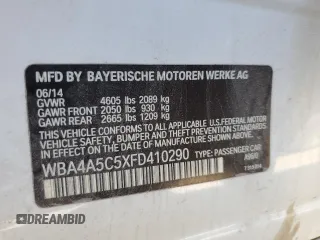 MFD BY BAYERISCHE MOTOREN WERKE AG
06/14
GVWR 4605 lbs 2089 kg
GAWR FRONT 2050 lbs 930 kg
GAWR REAR 2665 lbs 1209 kg
THIS VEHICLE CONFORMS TO ALL APPLICABLE
FEDERAL MOTOR VEHICLE SAFETY, BUMPER, AND
THEFT PREVENTION STANDARDS IN EFFECT ON THE
DATE OF MANUFACTURE SHOWN ABOVE.
WBA4A5C5XFD410290 TYPE: PASSENGER CAR
DREAMBID